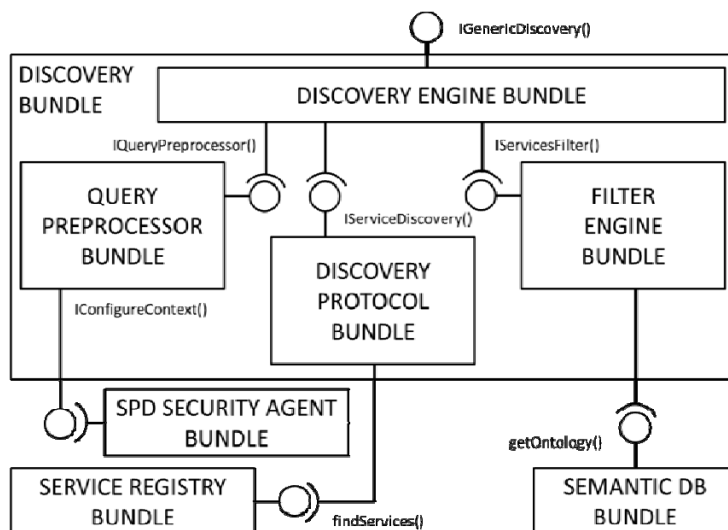 IGenericDiscovery()
DISCOVERY
BUNDLE
DISCOVERY ENGINE BUNDLE
IQueryPreprocessor()
IServicesFilter()
QUERY
PREPROCESSOR
BUNDLE
IServiceDiscovery()
FILTER
ENGINE
BUNDLE
DISCOVERY
PROTOCOL
BUNDLE
IConfigureContext()
SPD SECURITY AGENT
BUNDLE
getOntology()
SERVICE REGISTRY
BUNDLE
findServices()
SEMANTIC DB
BUNDLE